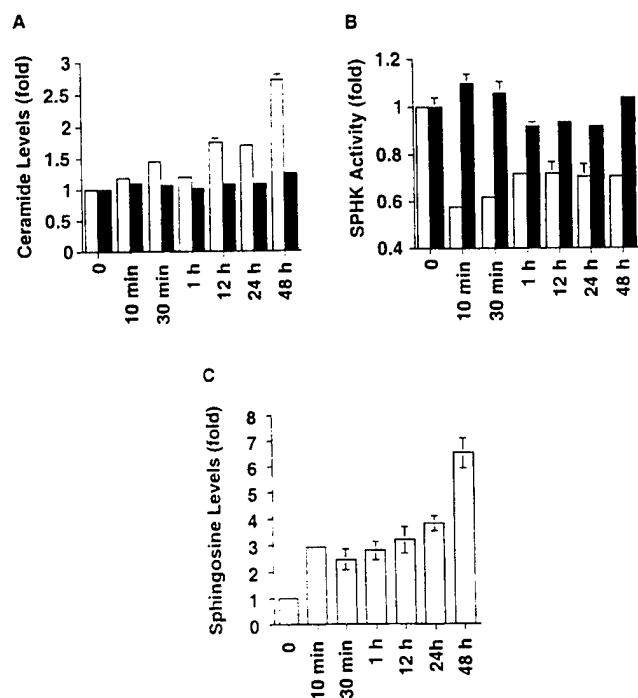 A
Ceramide Levels (fold)
3
2.5
2
1.5
1
0.5
0
0
10 min
30 min
1 h
12 h
24 h
48 h
B
SPHK Activity (fold)
1.2
1
0.8
0.6
0.4
0
10 min
30 min
1 h
12 h
24 h
48 h
C
Sphingosine Levels (fold)
8
7
6
5
4
3
2
1
0
0
10 min
30 min
1 h
12 h
24h
48 h